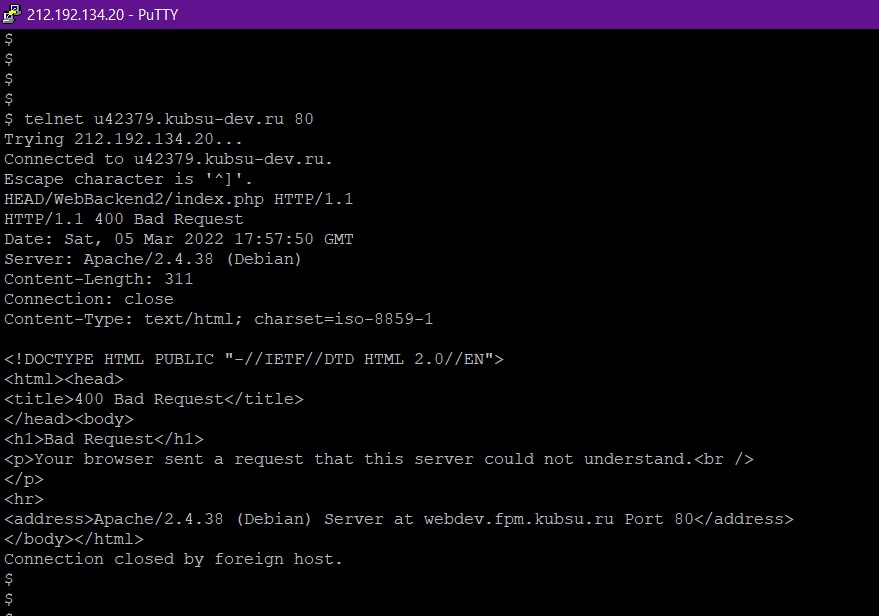 212.192.134.20 - PuTTY
$
$
$
$
$ telnet u42379.kubsu-dev.ru 80
Trying 212.192.134.20...
Connected to u42379.kubsu-dev.ru.
Escape character is '^]'.
HEAD/WebBackend2/index.php HTTP/1.1
HTTP/1.1 400 Bad Request
Date: Sat, 05 Mar 2022 17:57:50 GMT
Server: Apache/2.4.38 (Debian)
Content-Length: 311
Connection: close
Content-Type: text/html; charset=iso-8859-1

<!DOCTYPE HTML PUBLIC "-//IETF//DTD HTML 2.0//EN">
<html><head>
<title>400 Bad Request</title>
</head><body>
<h1>Bad Request</h1>
<p>Your browser sent a request that this server could not understand.<br />
</p>
<hr>
<address>Apache/2.4.38 (Debian) Server at webdev.fpm.kubsu.ru Port 80</address>
</body></html>
Connection closed by foreign host.
$
$
$